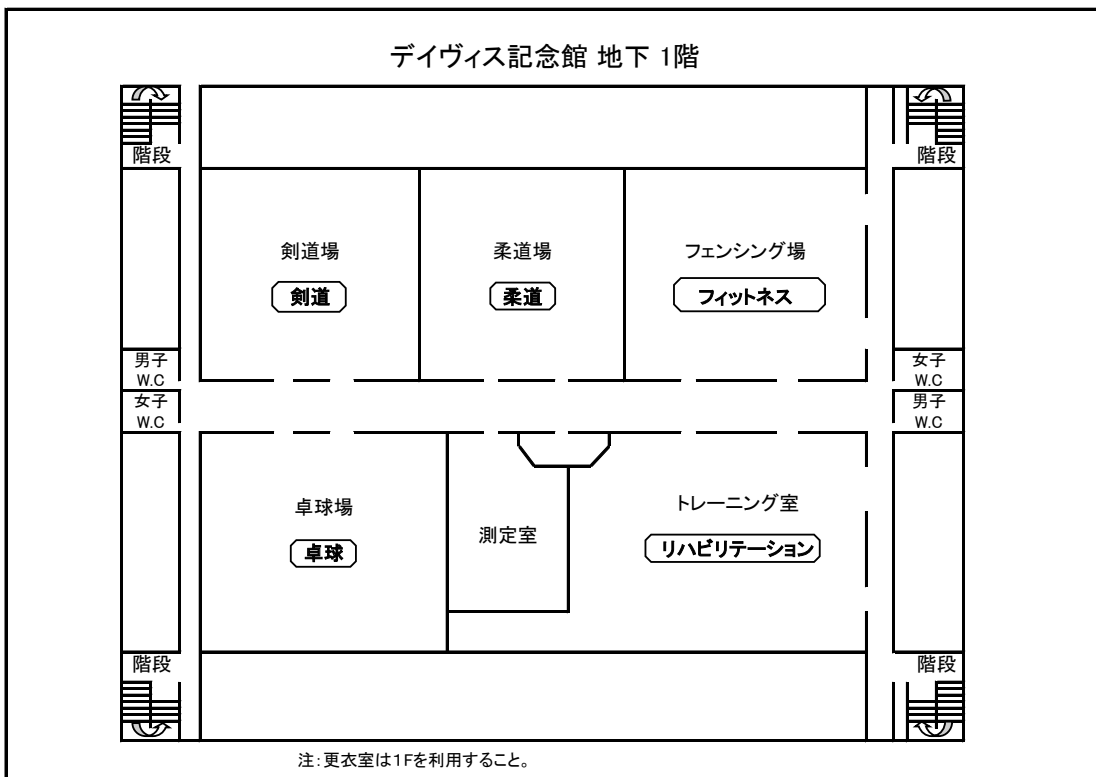 デイヴィス記念館 地下 1階
階段
階段
剣道場
柔道場
フェンシング場
剣道
柔道
フィットネス
男子
W.C
女子
W.C
女子
W.C
男子
W.C
卓球場
測定室
トレーニング室
卓球
リハビリテーション
階段
階段
注:更衣室は1Fを利用すること。